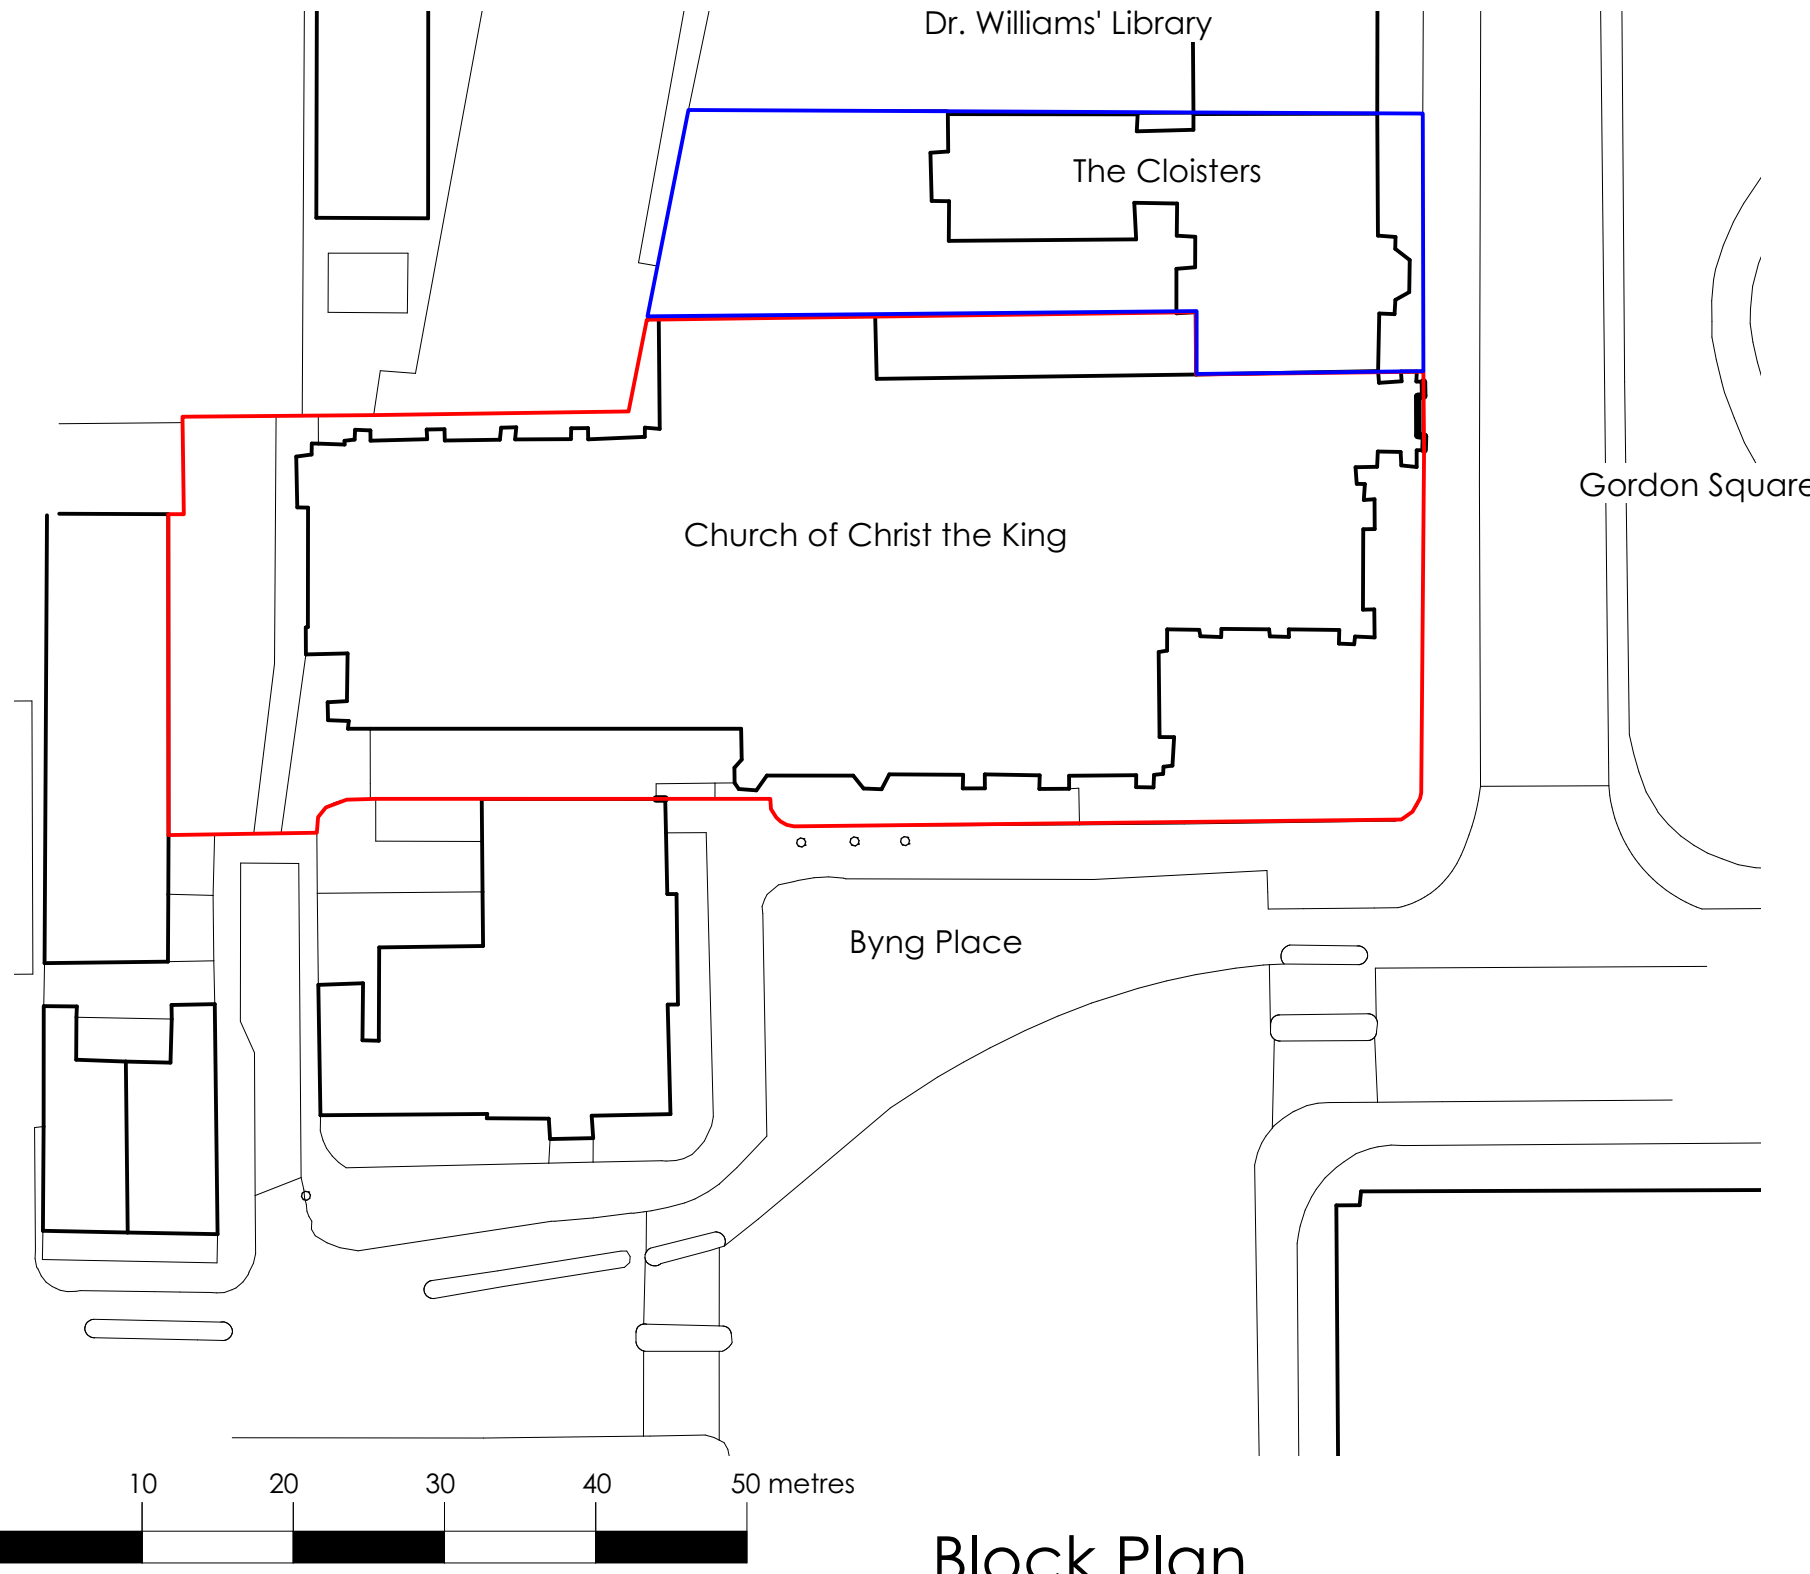 Dr. Williams' Library
The Cloisters
Gordon Square
Church of Christ the King
Byng Place
10 20 30 40 50 metres
Block Plan